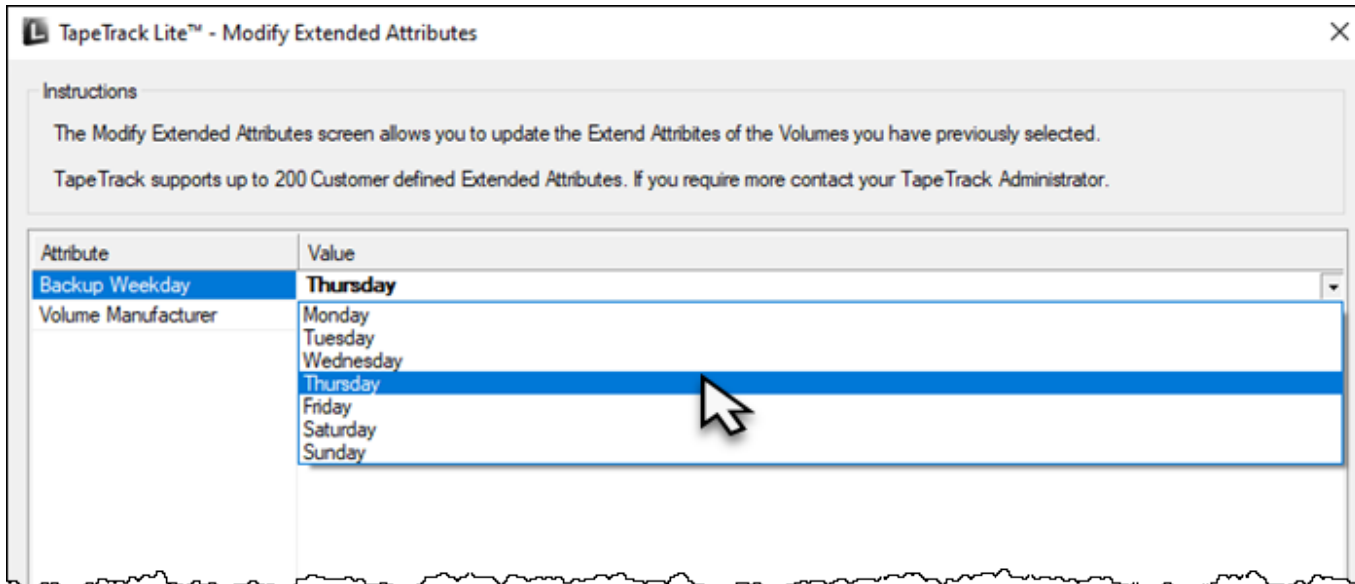 TapeTrack Lite™ - Modify Extended Attributes
Instructions
The Modify Extended Attributes screen allows you to update the Extend Attribites of the Volumes you have previously selected.
TapeTrack supports up to 200 Customer defined Extended Attributes. If you require more contact your TapeTrack Administrator.
Attribute Value
Backup Weekday Thursday
Volume Manufacturer Monday
Tuesday
Wednesday
Thursday
Friday
Saturday
Sunday